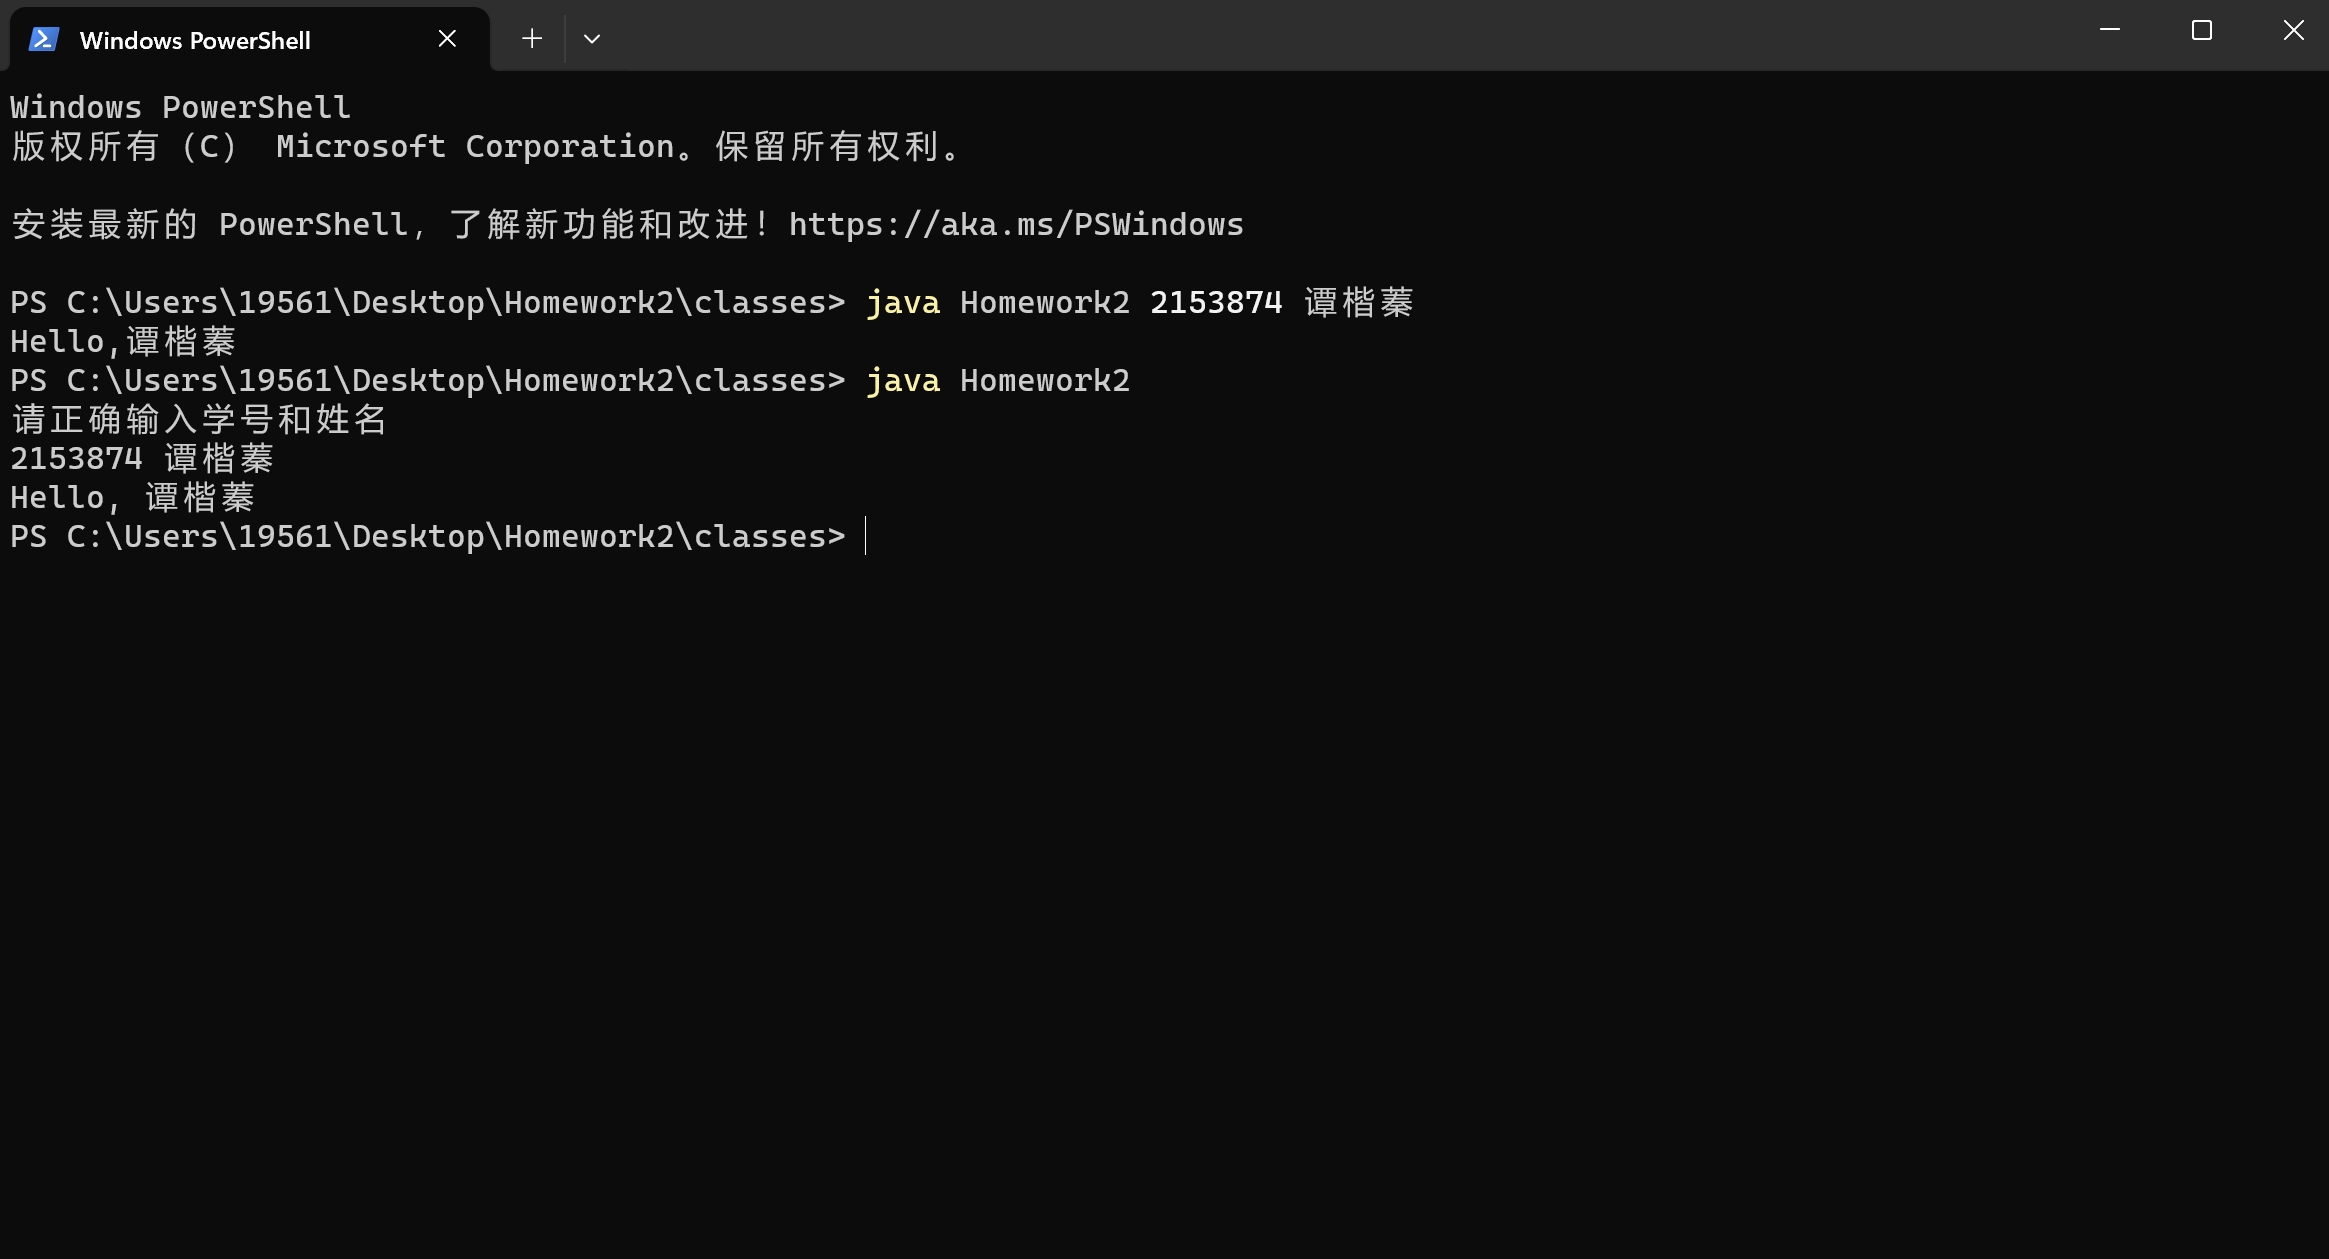 Windows PowerShell
Windows PowerShell
版权所有 (C) Microsoft Corporation。保留所有权利。
安装最新的 PowerShell，了解新功能和改进！https://aka.ms/PSWindows
PS C:\Users\19561\Desktop\Homework2\classes> java Homework2 2153874 谭楷蓁
Hello,谭楷蓁
PS C:\Users\19561\Desktop\Homework2\classes> java Homework2
请正确输入学号和姓名
2153874 谭楷蓁
Hello, 谭楷蓁
PS C:\Users\19561\Desktop\Homework2\classes>